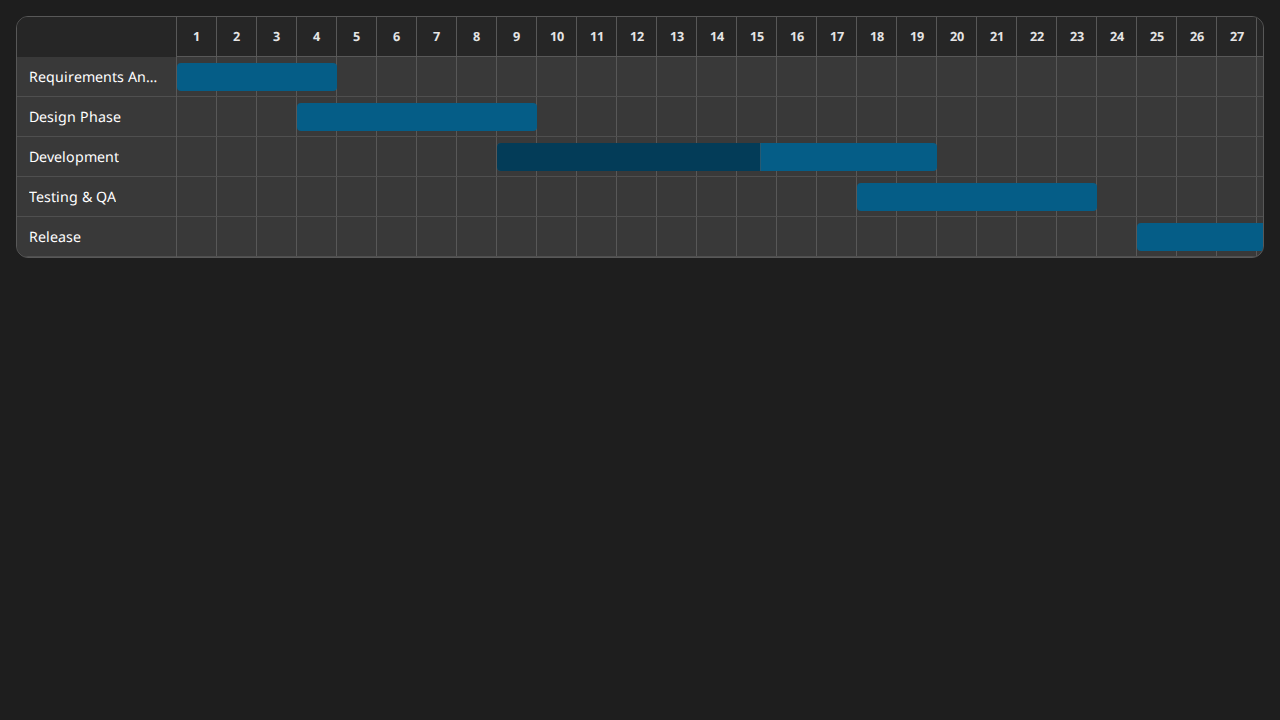 1 2 3 4 5 6 7 8 9 10 11 12 13 14 15 16 17 18 19 20 21 22 23 24 25 26 27
Requirements An...
Design Phase
Development
Testing & QA
Release